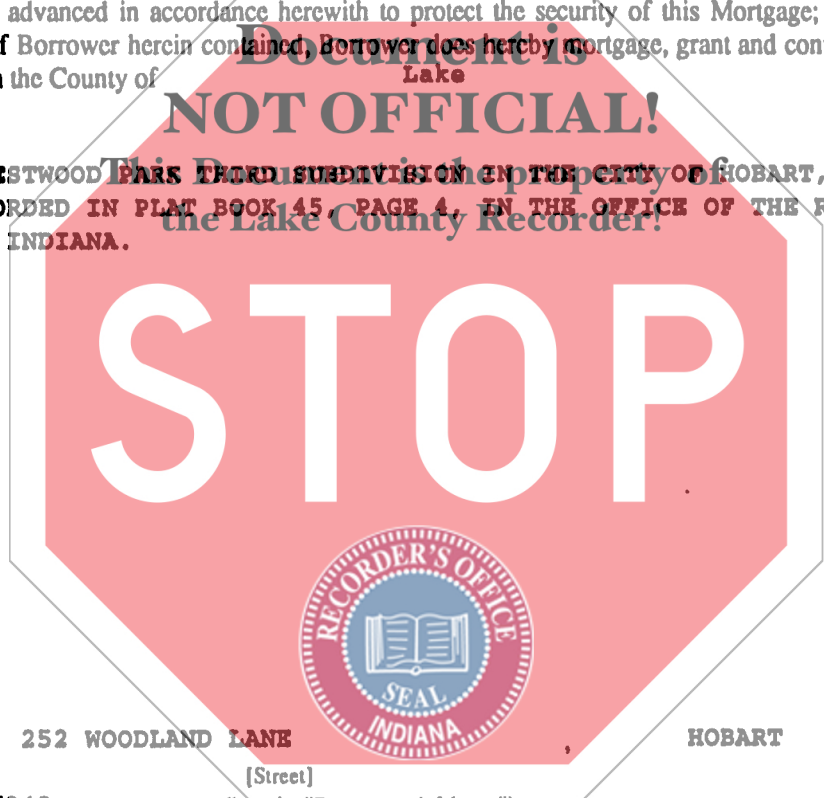 advanced in accordance herewith to protect the security of this Mortgage;
f Borrower herein contained, Borrower does hereby mortgage, grant and con
Document is
the County of Lake
NOT OFFICIAL!
STWOOD PARK THIRD SUBDIVISION IN THE CITY OF HOBART,
This Document is the property of
RDED IN PLAT BOOK 45, PAGE 4, IN THE OFFICE OF THE R
the Lake County Recorder!
INDIANA.
STOP
RECORDER'S OFFICE
SEAL
INDIANA
252 WOODLAND LANE , HOBART
[Street]